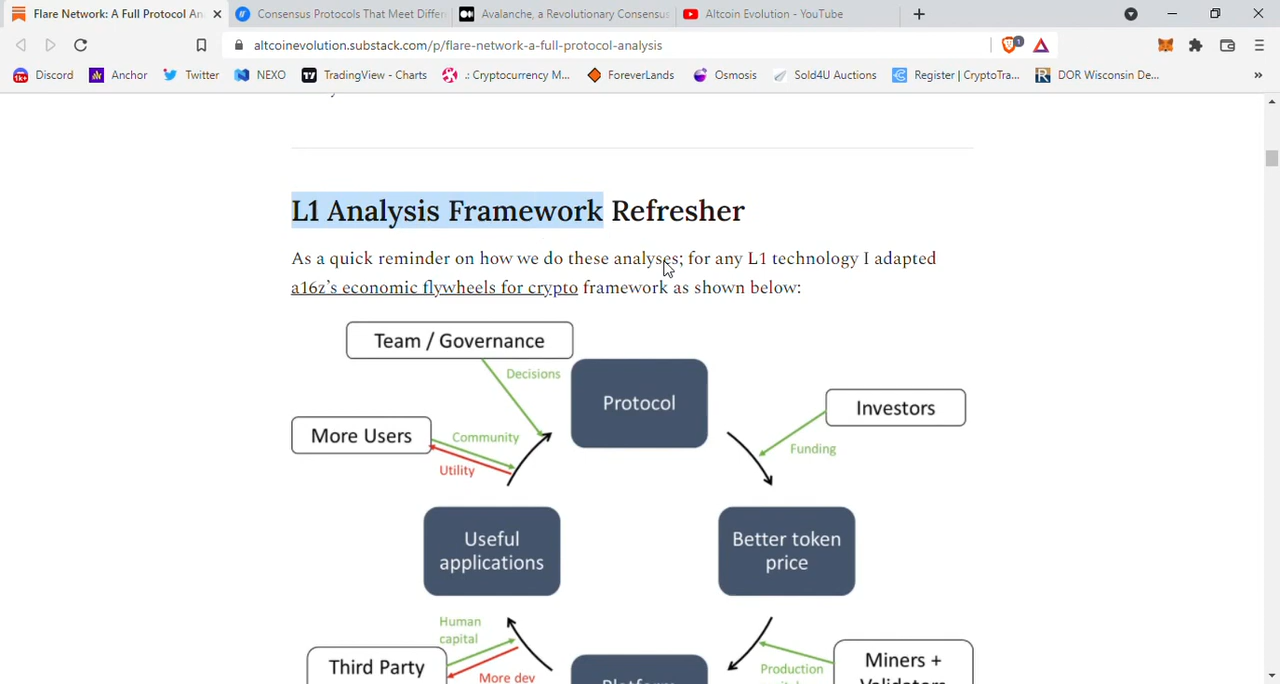 Flare Network: A Full Protocol An
Consensus Protocols That Meet Differ
Avalanche, a Revolutionary Consensus
Altcoin Evolution - YouTube
altcoinevolution.substack.com/p/flare-network-a-full-protocol-analysis
1
Discord
Anchor
Twitter
NEXO
TradingView - Charts
.: Cryptocurrency M...
ForeverLands
Osmosis
Sold4U Auctions
Register | CryptoTra...
DOR Wisconsin De...
»
L1 Analysis Framework Refresher
As a quick reminder on how we do these analyses; for any L1 technology I adapted
a16z's economic flywheels for crypto framework as shown below:
Team / Governance
Decisions
Protocol
Investors
More Users
Community
Funding
Utility
Useful
applications
Better token
price
Human
capital
Third Party
More dev
Miners +
Validators
Production
Platform